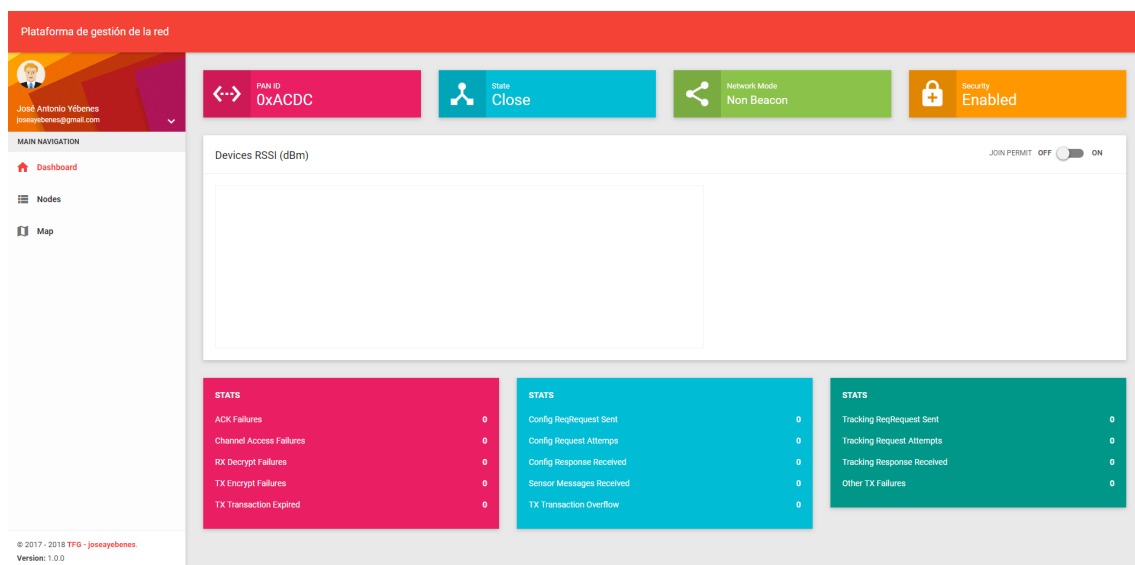 Plataforma de gestión de la red
José Antonio Yébenes
joseayebenes@gmail.com
MAIN NAVIGATION
Dashboard
Nodes
Map
© 2017 - 2018 TFG - joseayebenes.
Version: 1.0.0
PAN ID
0xACDC
State
Close
Network Mode
Non Beacon
Security
Enabled
Devices RSSI (dBm)
JOIN PERMIT OFF ON
STATS
ACK Failures 0
Channel Access Failures 0
RX Decrypt Failures 0
TX Encrypt Failures 0
TX Transaction Expired 0
STATS
Config ReqRequest Sent 0
Config Request Attemps 0
Config Response Received 0
Sensor Messages Received 0
TX Transaction Overflow 0
STATS
Tracking ReqRequest Sent 0
Tracking Request Attempts 0
Tracking Response Received 0
Other TX Failures 0